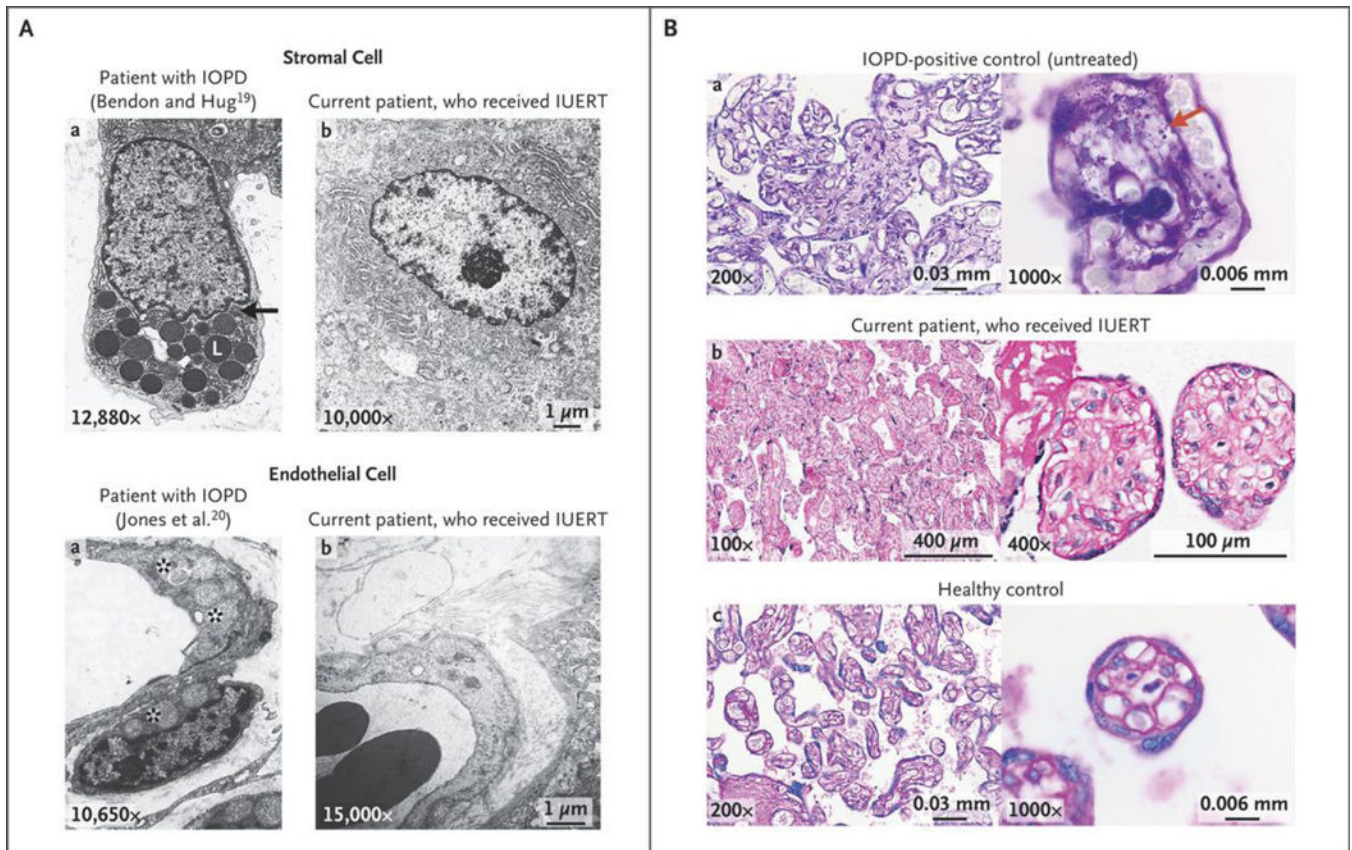 A
Stromal Cell
Patient with IOPD
(Bendon and Hug¹⁹)
a
L
12,880×
Current patient, who received IUERT
b
10,000×
1 µm
Endothelial Cell
Patient with IOPD
(Jones et al.²⁰)
a
*
*
*
10,650×
Current patient, who received IUERT
b
15,000×
1 µm
B
IOPD-positive control (untreated)
a
200×
0.03 mm
1000×
0.006 mm
Current patient, who received IUERT
b
100×
400 µm
400×
100 µm
Healthy control
c
200×
0.03 mm
1000×
0.006 mm